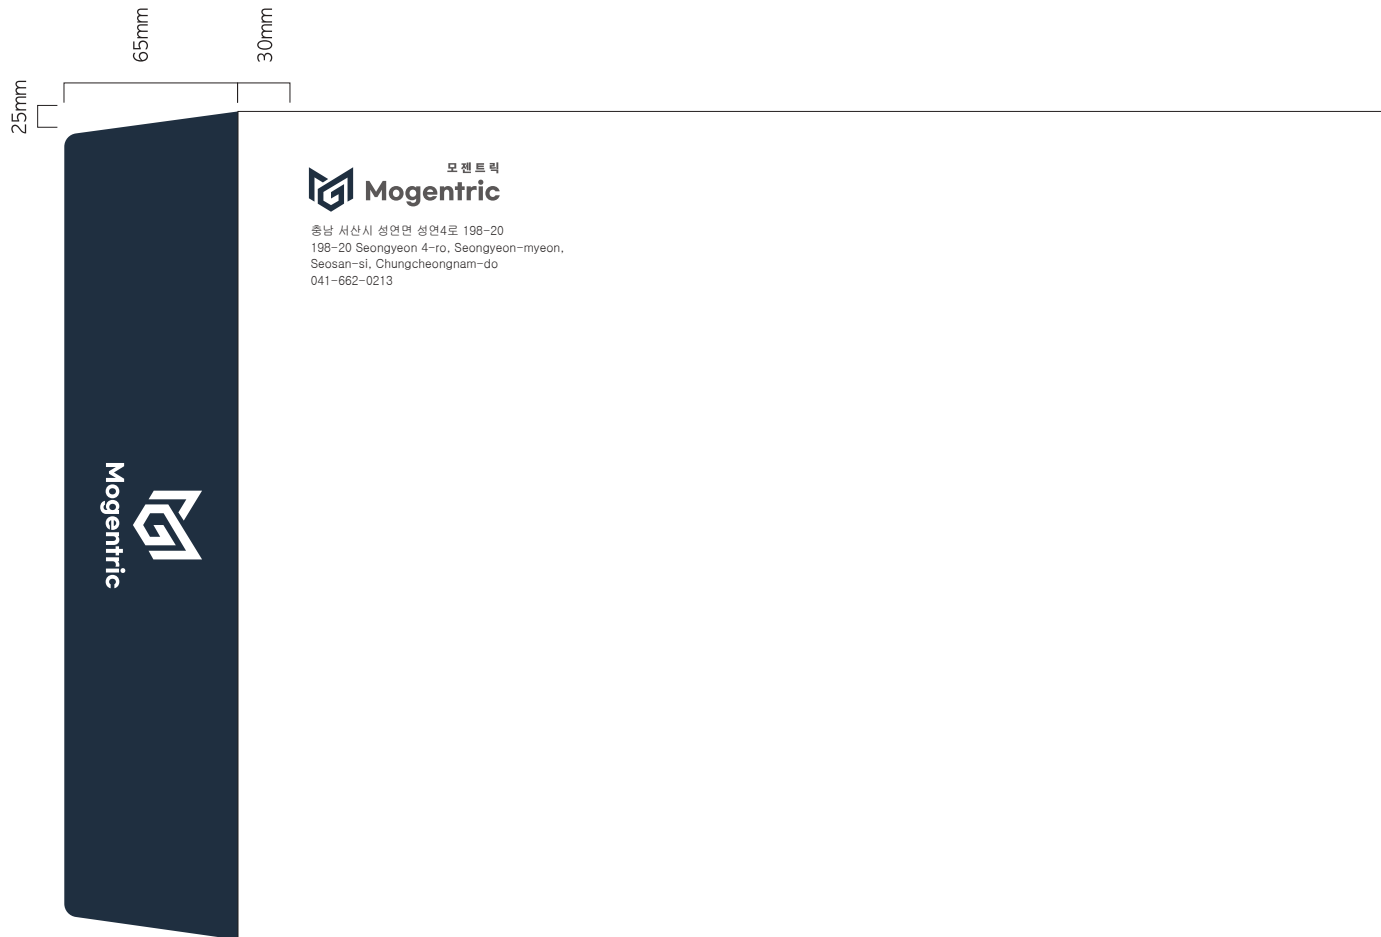 65mm
30mm
25mm
모젠트릭
Mogentric
충남 서산시 성연면 성연4로 198-20
198-20 Seongyeon 4-ro, Seongyeon-myeon,
Seosan-si, Chungcheongnam-do
041-662-0213
Mogentric